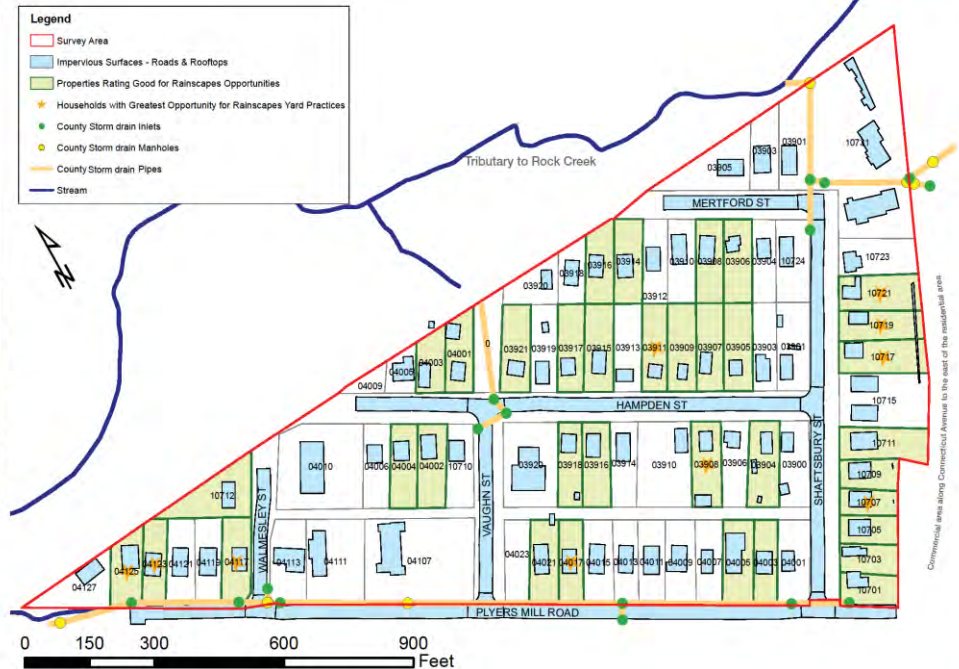 Legend
Survey Area
Impervious Surfaces - Roads & Rooftops
Properties Rating Good for Rainscapes Opportunities
Households with Greatest Opportunity for Rainscapes Yard Practices
County Storm drain Inlets
County Storm drain Manholes
County Storm drain Pipes
Stream
Tributary to Rock Creek
N
10731
03903 03901
03905
MERTFORD ST
10723
03920 03918 03916 03914 03912 03910 03908 03906 03904 10724
10721
10719
10717
04009 04005 04003 04001 0 03921 03919 03917 03915 03913 03911 03909 03907 03905 03903 03901
10715
HAMPDEN ST
SHAFTSBURY ST
VAUGHN ST
WALMESLEY ST
04010 04006 04004 04002 10710 03920 03918 03916 03914 03910 03908 03906 03904 03900
10711
10709
10707
10705
10703
10701
10712
04127 04125 04123 04121 04119 04117 04113 04111 04107 04023 04021 04017 04015 04013 04011 04009 04007 04005 04003 04001
PLYERS MILL ROAD
Commercial area along Connecticut Avenue to the east of the residential area
0 150 300 600 900
Feet